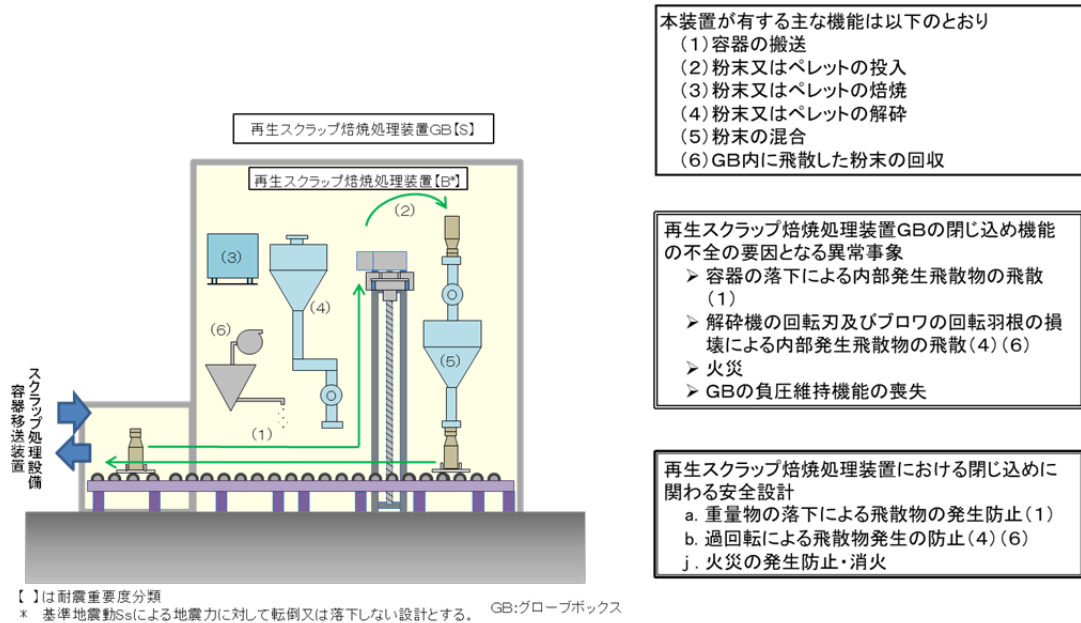 再生スクラップ焙焼処理装置GB【S】
再生スクラップ焙焼処理装置【B*】
(2)
(3)
(4)
(6)
(5)
(1)
スクラップ処理設備
容器移送装置
【 】は耐震重要度分類
* 基準地震動Ssによる地震力に対して転倒又は落下しない設計とする。
GB:グローブボックス
本装置が有する主な機能は以下のとおり
(1)容器の搬送
(2)粉末又はペレットの投入
(3)粉末又はペレットの焙焼
(4)粉末又はペレットの解砕
(5)粉末の混合
(6)GB内に飛散した粉末の回収
再生スクラップ焙焼処理装置GBの閉じ込め機能
の不全の要因となる異常事象
➢ 容器の落下による内部発生飛散物の飛散
(1)
➢ 解砕機の回転刃及びブロワの回転羽根の損
壊による内部発生飛散物の飛散(4)(6)
➢ 火災
➢ GBの負圧維持機能の喪失
再生スクラップ焙焼処理装置における閉じ込めに
関わる安全設計
a. 重量物の落下による飛散物の発生防止(1)
b. 過回転による飛散物発生の防止(4)(6)
j. 火災の発生防止・消火